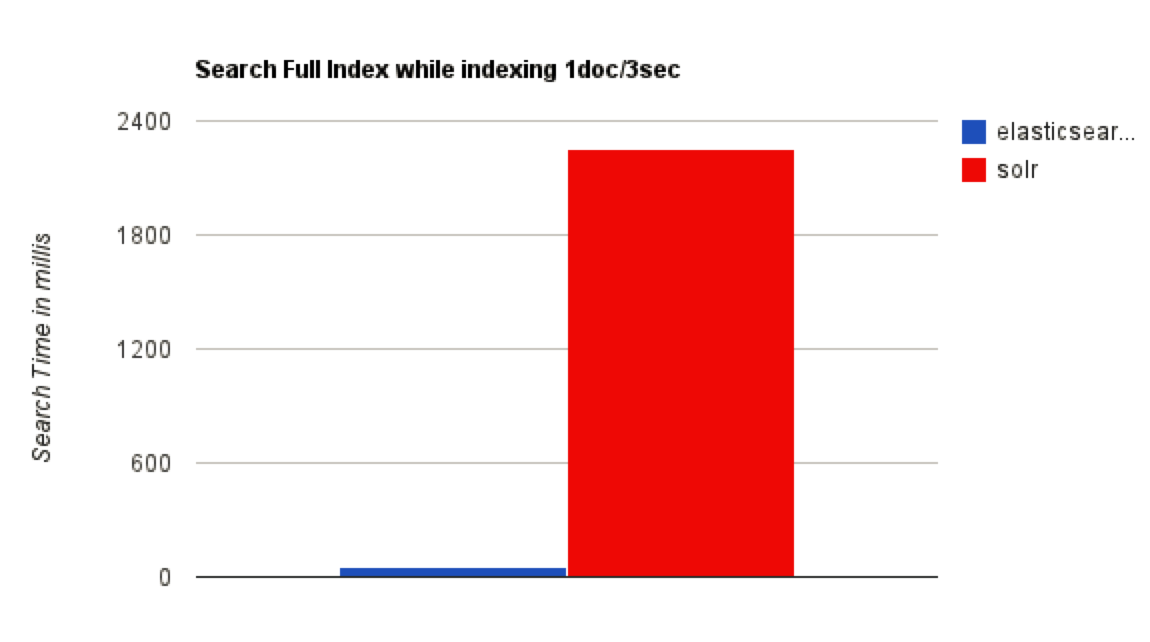 Search Full Index while indexing 1doc/3sec
2400
1800
1200
600
0
Search Time in millis
elasticsear...
solr